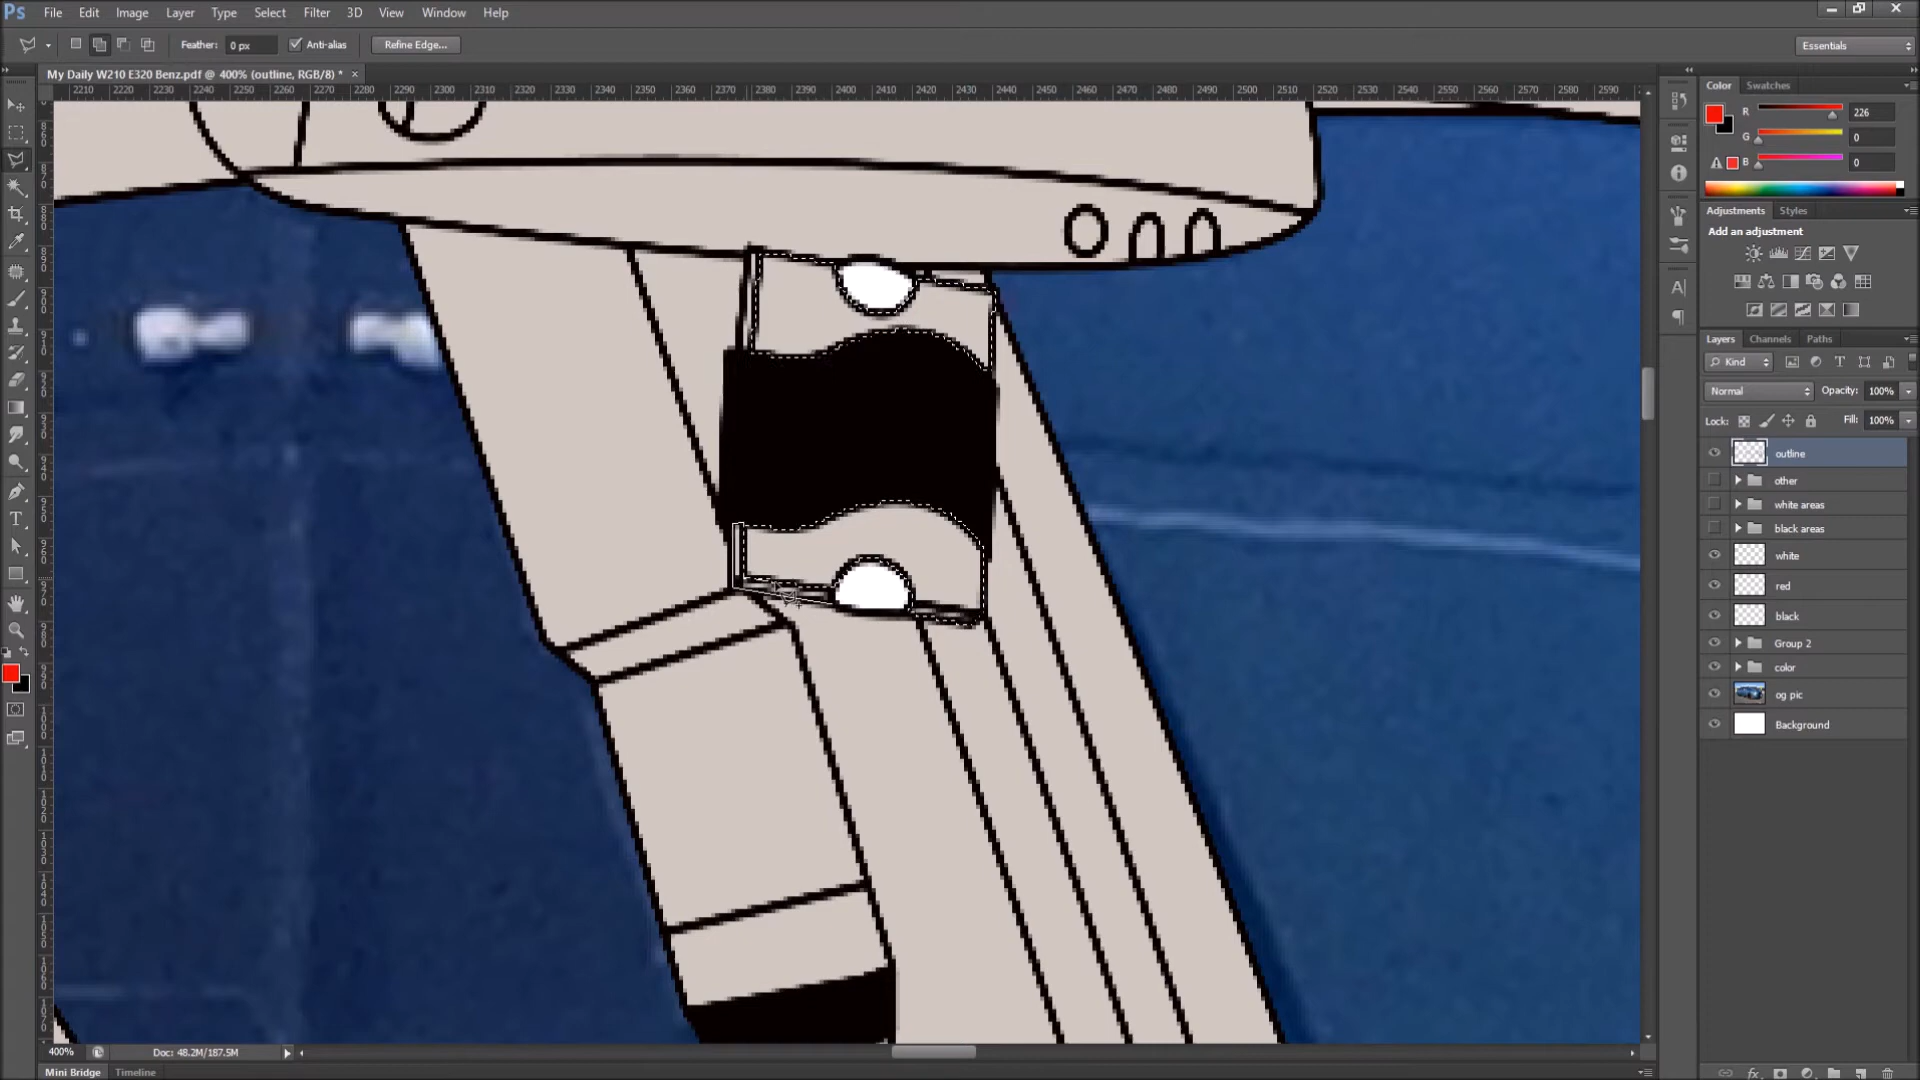 Ps File Edit Image Layer Type Select Filter 3D View Window Help
Feather: 0 px Anti-alias Refine Edge... Essentials
My Daily W210 E320 Benz.pdf @ 400% (outline, RGB/8) * ×
2210 2220 2230 2240 2250 2260 2270 2280 2290 2300 2310 2320 2330 2340 2350 2360 2370 2380 2390 2400 2410 2420 2430 2440 2450 2460 2470 2480 2490 2500 2510 2520 2530 2540 2550 2560 2570 2580 2590
Color Swatches
R 226
G 0
B 0
Adjustments Styles
Add an adjustment
Layers Channels Paths
Kind
Normal Opacity: 100%
Lock: Fill: 100%
outline
other
white areas
black areas
white
red
black
Group 2
color
og pic
Background
400% Doc: 48.2M/187.5M
Mini Bridge Timeline